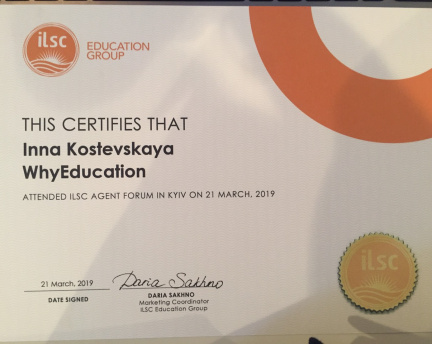 ilsc
EDUCATION
GROUP
THIS CERTIFIES THAT
Inna Kostevskaya
WhyEducation
ATTENDED ILSC AGENT FORUM IN KYIV ON 21 MARCH, 2019
21 March, 2019
Daria Sakhno
DATE SIGNED
DARIA SAKHNO
Marketing Coordinator
ILSC Education Group
ilsc